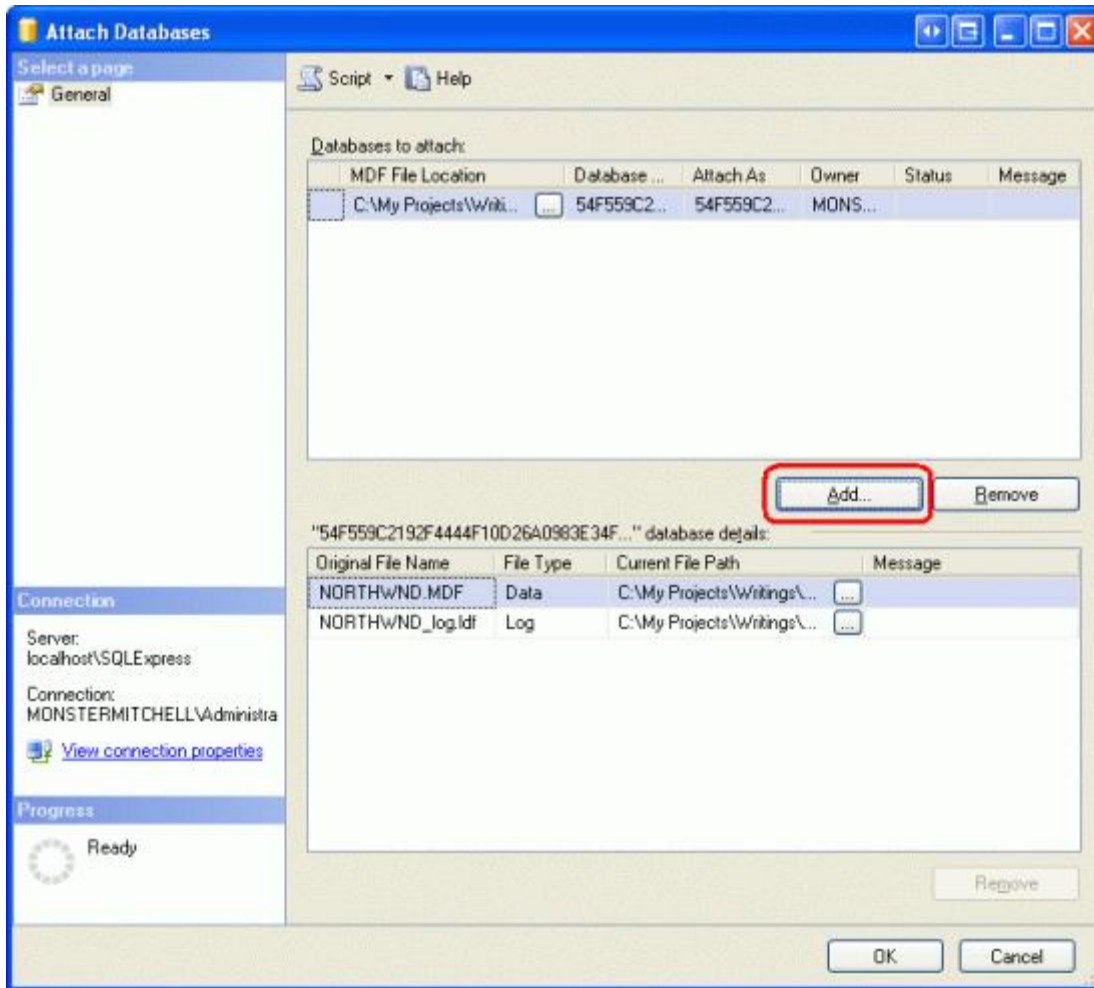 Attach Databases
Select a page
General
Script
Help
Databases to attach:
MDF File Location Database ... Attach As Owner Status Message
C:\My Projects\Writi... ... 54F559C2... 54F559C2... MONS...
Add...
Remove
"54F559C2192F4444F10D26A0983E34F..." database details:
Original File Name File Type Current File Path Message
NORTHWND.MDF Data C:\My Projects\Writings\... ...
NORTHWND_log.ldf Log C:\My Projects\Writings\... ...
Connection
Server:
localhost\SQLExpress
Connection:
MONSTERMITCHELL\Administra
View connection properties
Progress
Ready
Remove
OK
Cancel